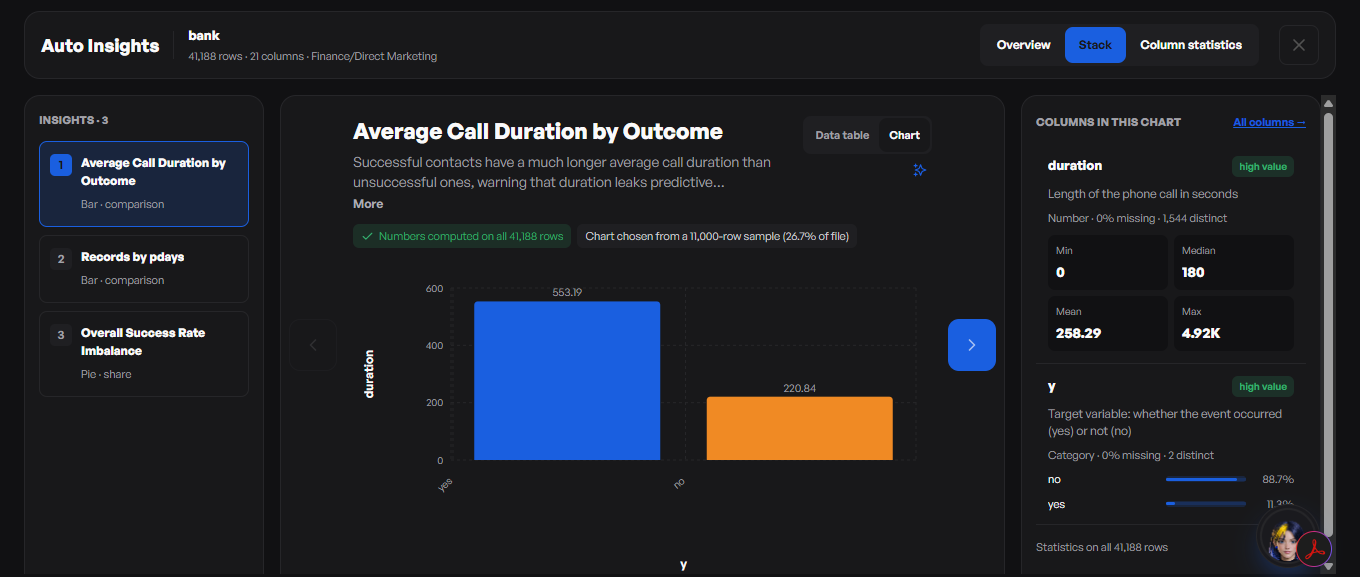 Auto Insights
bank
41,188 rows · 21 columns · Finance/Direct Marketing
Overview
Stack
Column statistics
INSIGHTS · 3
1
Average Call Duration by
Outcome
Bar · comparison
2
Records by pdays
Bar · comparison
3
Overall Success Rate
Imbalance
Pie · share
Average Call Duration by Outcome
Data table
Chart
Successful contacts have a much longer average call duration than
unsuccessful ones, warning that duration leaks predictive...
More
Numbers computed on all 41,188 rows
Chart chosen from a 11,000-row sample (26.7% of file)
600
400
200
0
duration
553.19
220.84
yes
no
y
COLUMNS IN THIS CHART
All columns →
duration
high value
Length of the phone call in seconds
Number · 0% missing · 1,544 distinct
Min
0
Median
180
Mean
258.29
Max
4.92K
y
high value
Target variable: whether the event occurred
(yes) or not (no)
Category · 0% missing · 2 distinct
no
88.7%
yes
11.3%
Statistics on all 41,188 rows